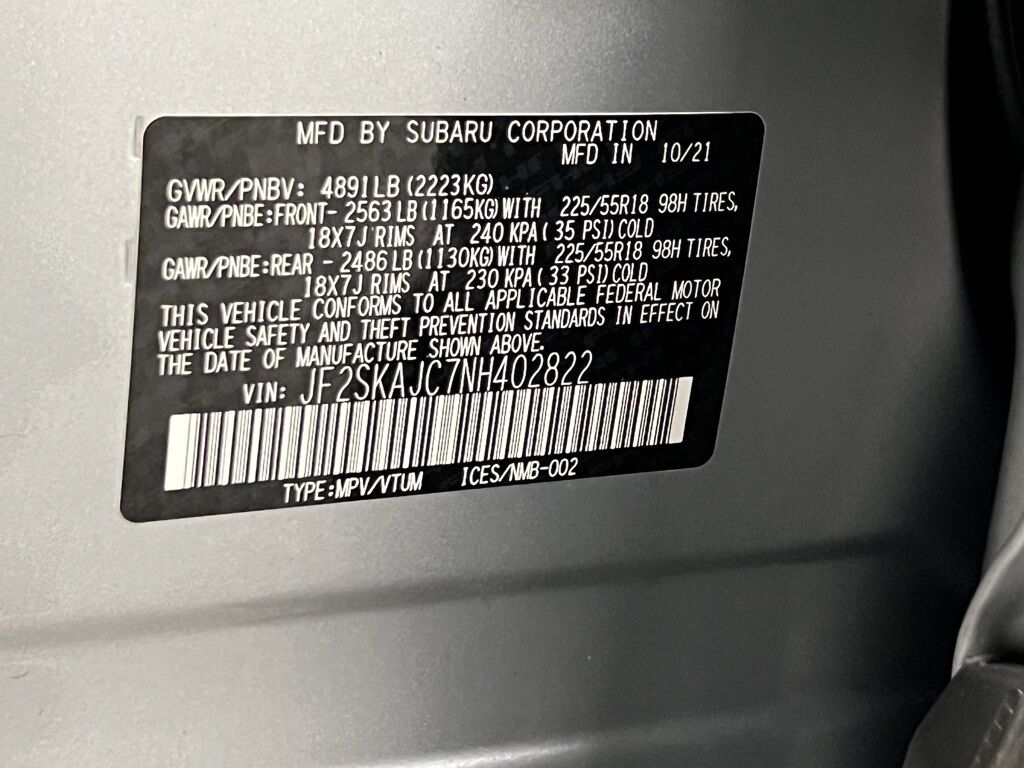 MFD BY SUBARU CORPORATION
MFD IN 10/21
GVWR/PNBV: 4891LB (2223KG)
GAWR/PNBE:FRONT- 2563LB (1165KG) WITH 225/55R18 98H TIRES,
18X7J RIMS AT 240 KPA ( 35 PSI) COLD
GAWR/PNBE:REAR - 2486LB (1130KG) WITH 225/55R18 98H TIRES,
18X7J RIMS AT 230 KPA ( 33 PSI) COLD
THIS VEHICLE CONFORMS TO ALL APPLICABLE FEDERAL MOTOR
VEHICLE SAFETY AND THEFT PREVENTION STANDARDS IN EFFECT ON
THE DATE OF MANUFACTURE SHOWN ABOVE.
VIN: JF2SKAJC7NH402822
TYPE:MPV/VTUM ICES/NMB-002